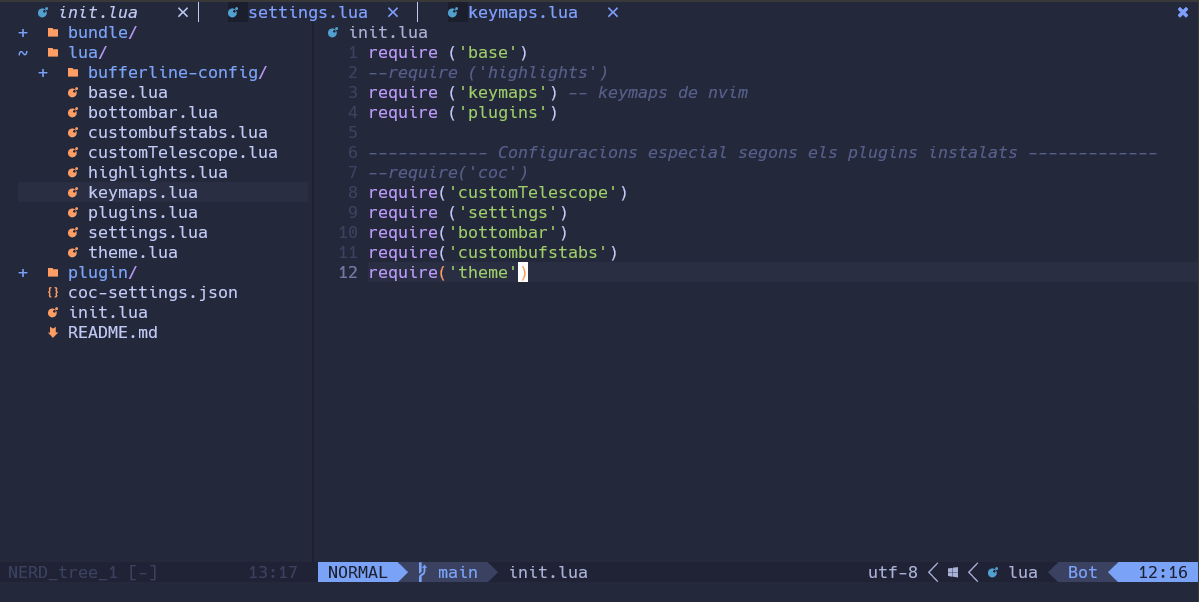 init.lua ✕ settings.lua ✕ keymaps.lua ✕ ✖
+ bundle/
~ lua/
+ bufferline-config/
base.lua
bottombar.lua
custombufstabs.lua
customTelescope.lua
highlights.lua
keymaps.lua
plugins.lua
settings.lua
theme.lua
+ plugin/
{} coc-settings.json
init.lua
README.md
init.lua
1 require ('base')
2 --require ('highlights')
3 require ('keymaps') -- keymaps de nvim
4 require ('plugins')
5
6 ------------ Configuracions especial segons els plugins instalats -------------
7 --require('coc')
8 require('customTelescope')
9 require ('settings')
10 require('bottombar')
11 require('custombufstabs')
12 require('theme')
NERD_tree_1 [-] 13:17
NORMAL main init.lua utf-8 lua Bot 12:16